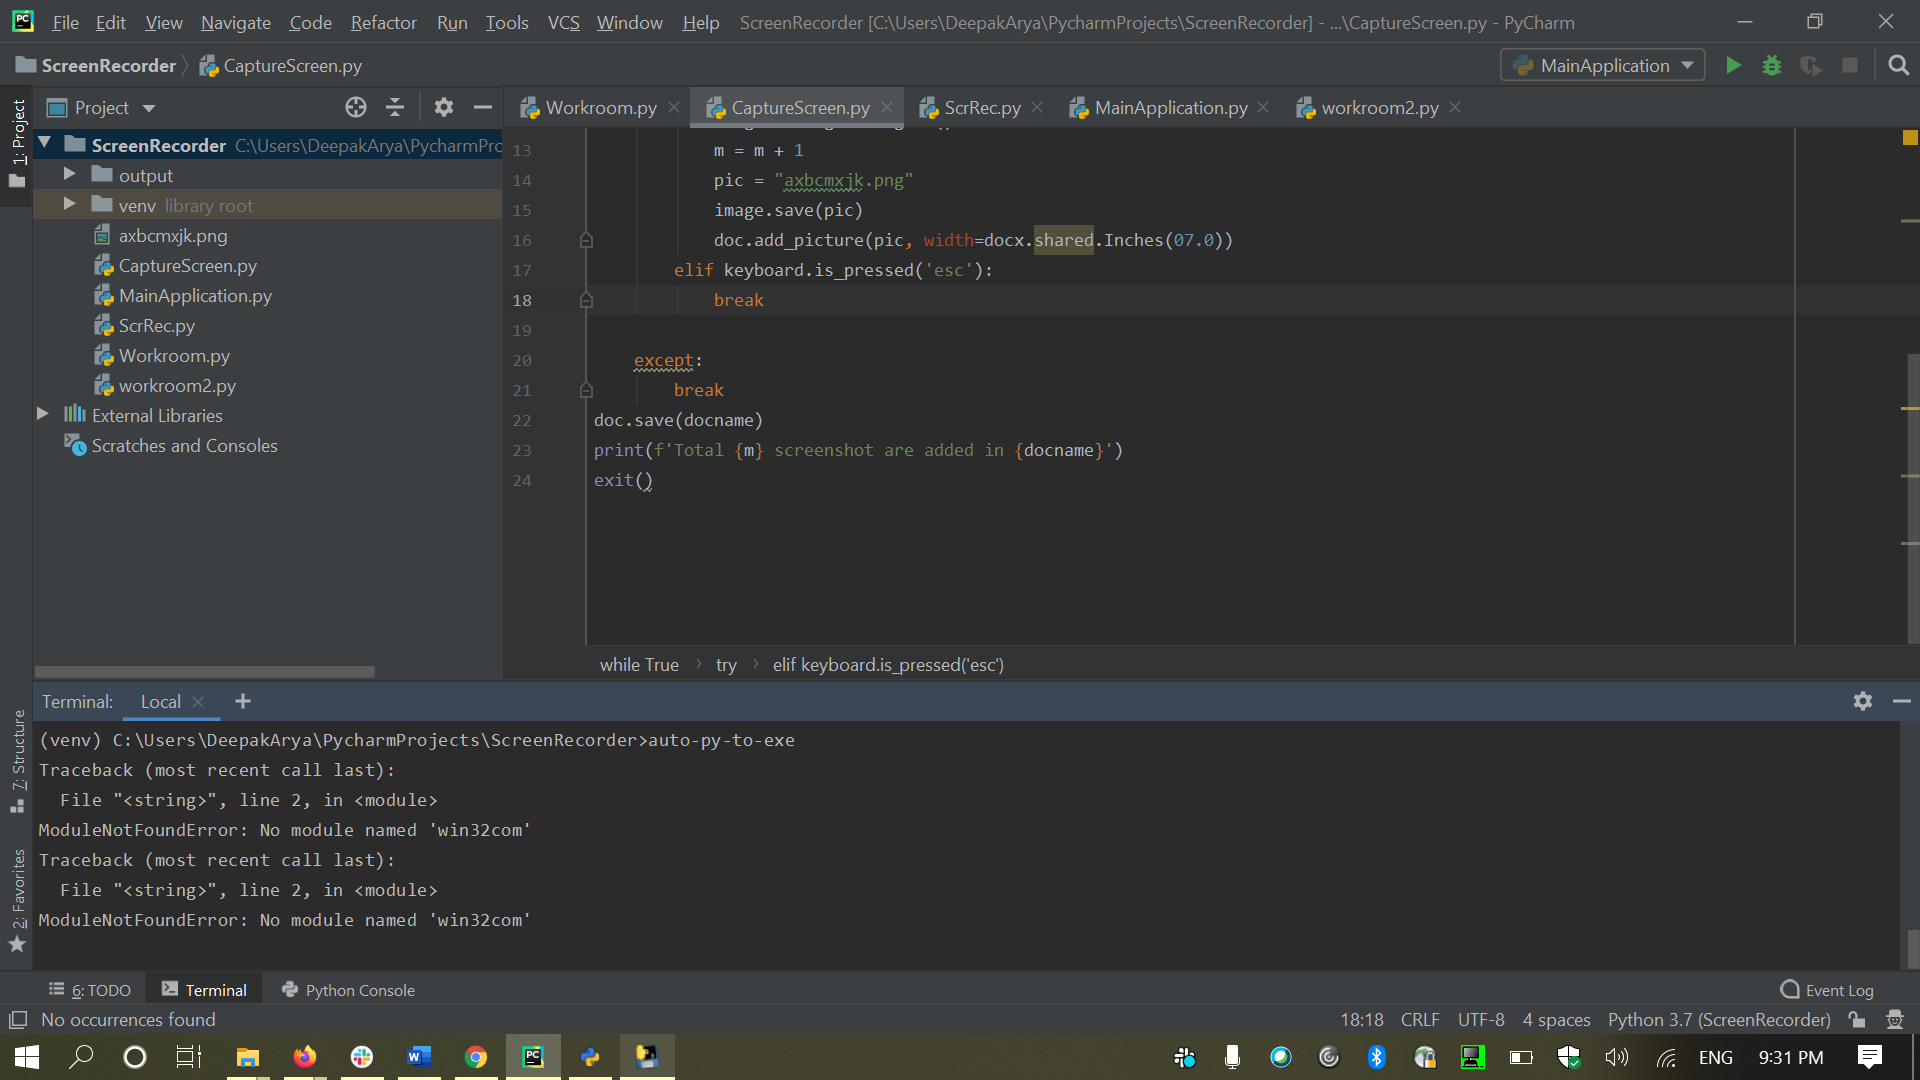 File Edit View Navigate Code Refactor Run Tools VCS Window Help ScreenRecorder [C:\Users\DeepakArya\PycharmProjects\ScreenRecorder] - ...\CaptureScreen.py - PyCharm
ScreenRecorder CaptureScreen.py MainApplication
1: Project
Project
Workroom.py CaptureScreen.py ScrRec.py MainApplication.py workroom2.py
ScreenRecorder C:\Users\DeepakArya\PycharmPro
output
venv library root
axbcmxjk.png
CaptureScreen.py
MainApplication.py
ScrRec.py
Workroom.py
workroom2.py
External Libraries
Scratches and Consoles
13 m = m + 1
14 pic = "axbcmxjk.png"
15 image.save(pic)
16 doc.add_picture(pic, width=docx.shared.Inches(07.0))
17 elif keyboard.is_pressed('esc'):
18 break
19
20 except:
21 break
22 doc.save(docname)
23 print(f'Total {m} screenshot are added in {docname}')
24 exit()
while True › try › elif keyboard.is_pressed('esc')
Terminal: Local
7: Structure
2: Favorites
(venv) C:\Users\DeepakArya\PycharmProjects\ScreenRecorder>auto-py-to-exe
Traceback (most recent call last):
File "<string>", line 2, in <module>
ModuleNotFoundError: No module named 'win32com'
Traceback (most recent call last):
File "<string>", line 2, in <module>
ModuleNotFoundError: No module named 'win32com'
6: TODO Terminal Python Console Event Log
No occurrences found 18:18 CRLF UTF-8 4 spaces Python 3.7 (ScreenRecorder)
ENG 9:31 PM